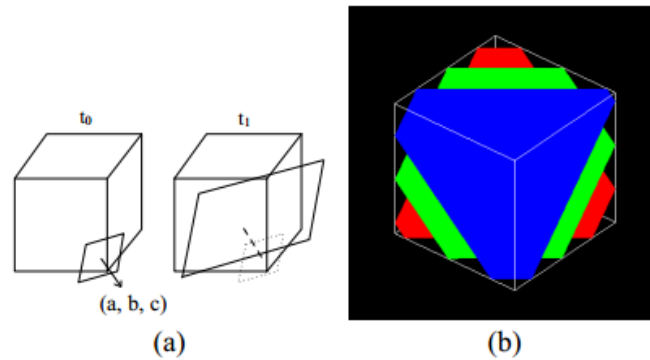 t₀ t₁
(a, b, c)
(a) (b)